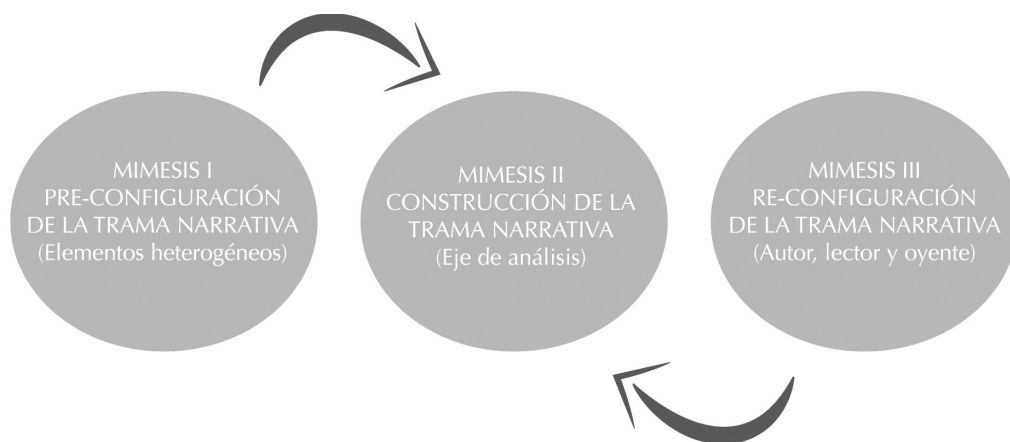 MIMESIS I
PRE-CONFIGURACIÓN
DE LA TRAMA NARRATIVA
(Elementos heterogéneos)
MIMESIS II
CONSTRUCCIÓN DE LA
TRAMA NARRATIVA
(Eje de análisis)
MIMESIS III
RE-CONFIGURACIÓN
DE LA TRAMA NARRATIVA
(Autor, lector y oyente)